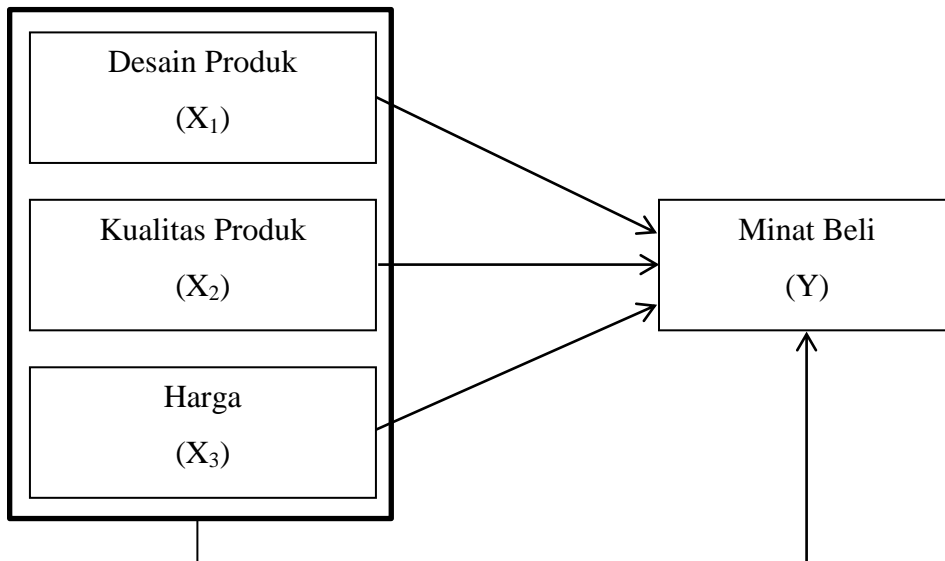 Desain Produk
(X₁)
Kualitas Produk
(X₂)
Harga
(X₃)
Minat Beli
(Y)